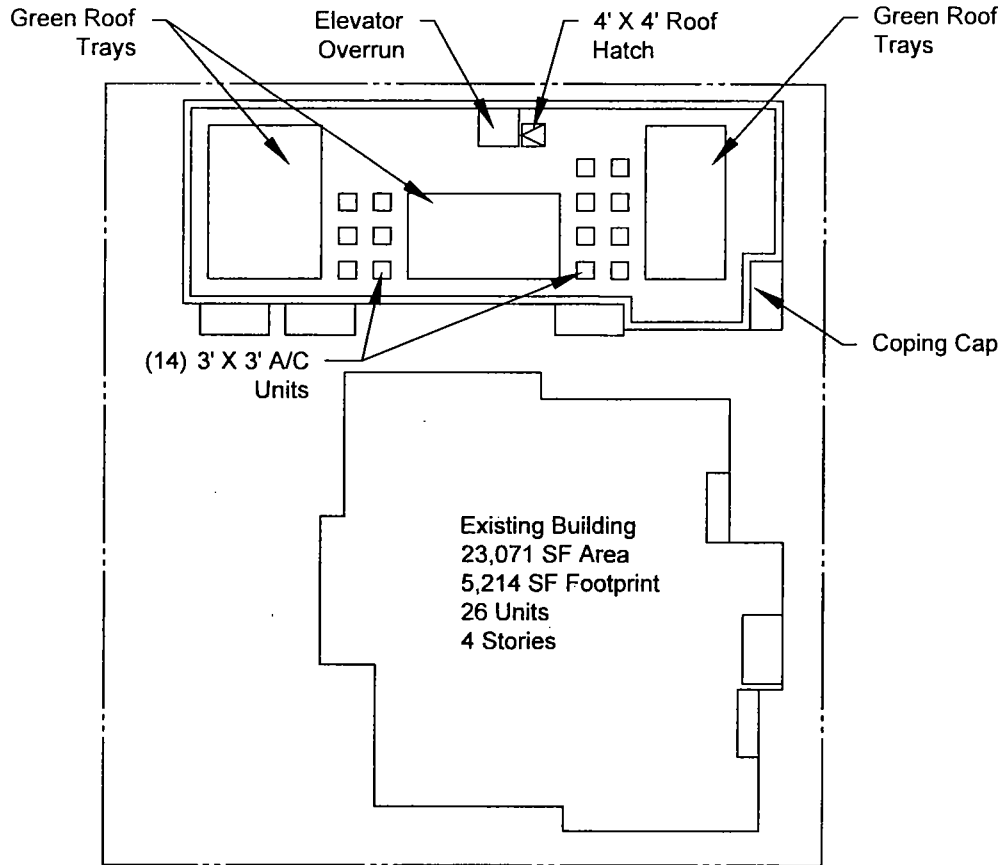 Green Roof
Trays
Elevator
Overrun
4' X 4' Roof
Hatch
Green Roof
Trays
(14) 3' X 3' A/C
Units
Coping Cap
Existing Building
23,071 SF Area
5,214 SF Footprint
26 Units
4 Stories